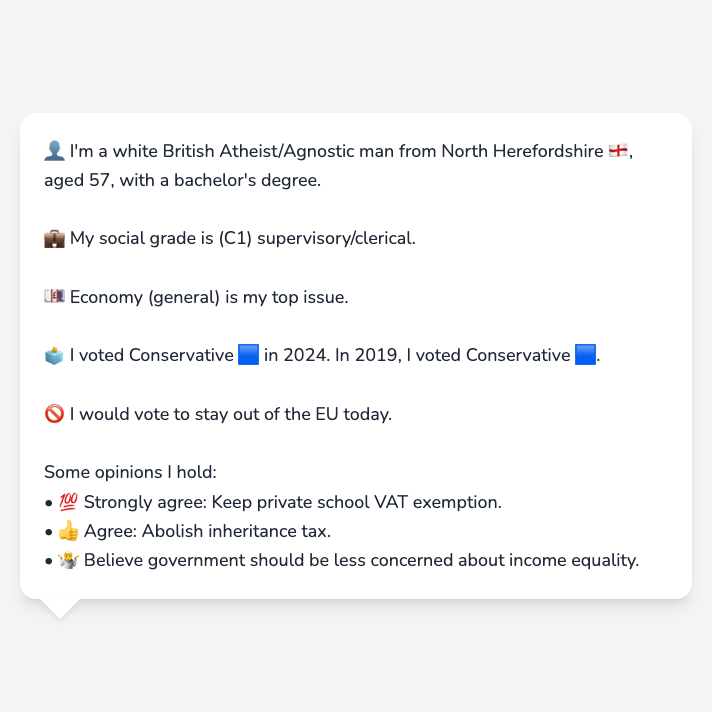 👤 I'm a white British Atheist/Agnostic man from North Herefordshire 🏴󠁧󠁢󠁥󠁮󠁧󠁿,
aged 57, with a bachelor's degree.
💼 My social grade is (C1) supervisory/clerical.
💷 Economy (general) is my top issue.
🗳️ I voted Conservative 🟦 in 2024. In 2019, I voted Conservative 🟦.
🚫 I would vote to stay out of the EU today.
Some opinions I hold:
• 💯 Strongly agree: Keep private school VAT exemption.
• 👍 Agree: Abolish inheritance tax.
• 🤷‍♂️ Believe government should be less concerned about income equality.